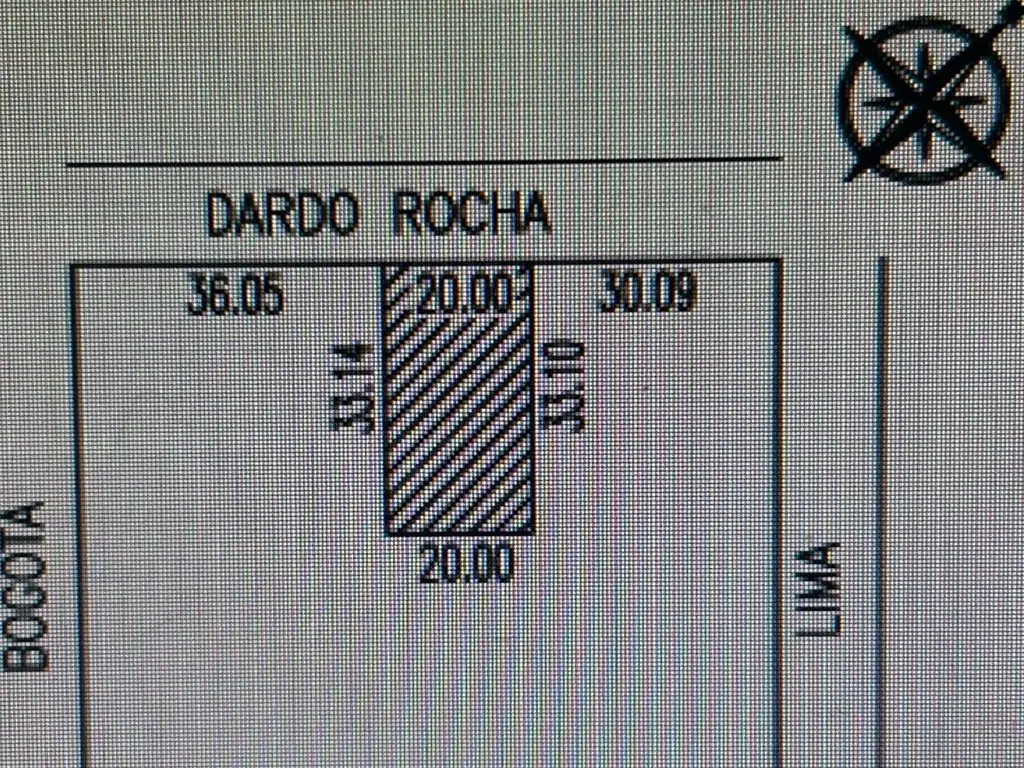 DARDO ROCHA
36.05
20.00
30.09
33.14
33.10
20.00
BOGOTA
LIMA